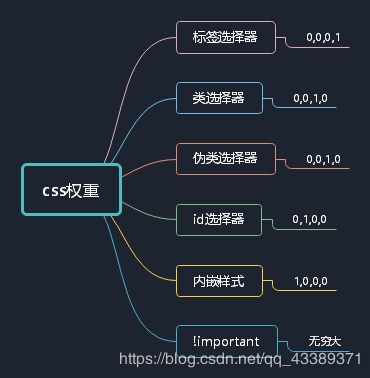 标签选择器 0,0,0,1
类选择器 0,0,1,0
伪类选择器 0,0,1,0
css权重
id选择器 0,1,0,0
内嵌样式 1,0,0,0
!important 无穷大
https://blog.csdn.net/qq_43389371